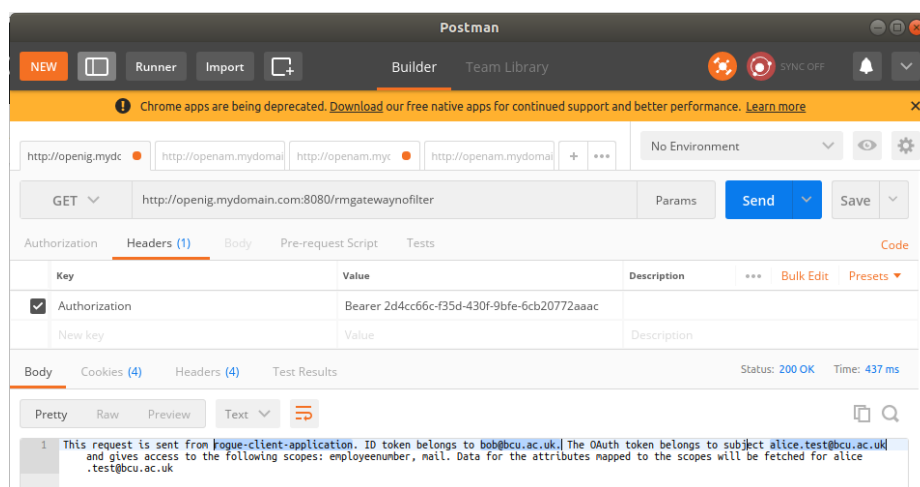 Postman
NEW Runner Import Builder Team Library SYNC OFF
Chrome apps are being deprecated. Download our free native apps for continued support and better performance. Learn more
http://openig.mydc http://openam.mydomai http://openam.myc http://openam.mydomai + ••• No Environment
GET http://openig.mydomain.com:8080/rmgatewaynofilter Params Send Save
Authorization Headers (1) Body Pre-request Script Tests Code
Key Value Description ••• Bulk Edit Presets
Authorization Bearer 2d4cc66c-f35d-430f-9bfe-6cb20772aaac
New key Value Description
Body Cookies (4) Headers (4) Test Results Status: 200 OK Time: 437 ms
Pretty Raw Preview Text
1 This request is sent from rogue-client-application. ID token belongs to bob@bcu.ac.uk. The OAuth token belongs to subject alice.test@bcu.ac.uk
and gives access to the following scopes: employeenumber, mail. Data for the attributes mapped to the scopes will be fetched for alice
.test@bcu.ac.uk